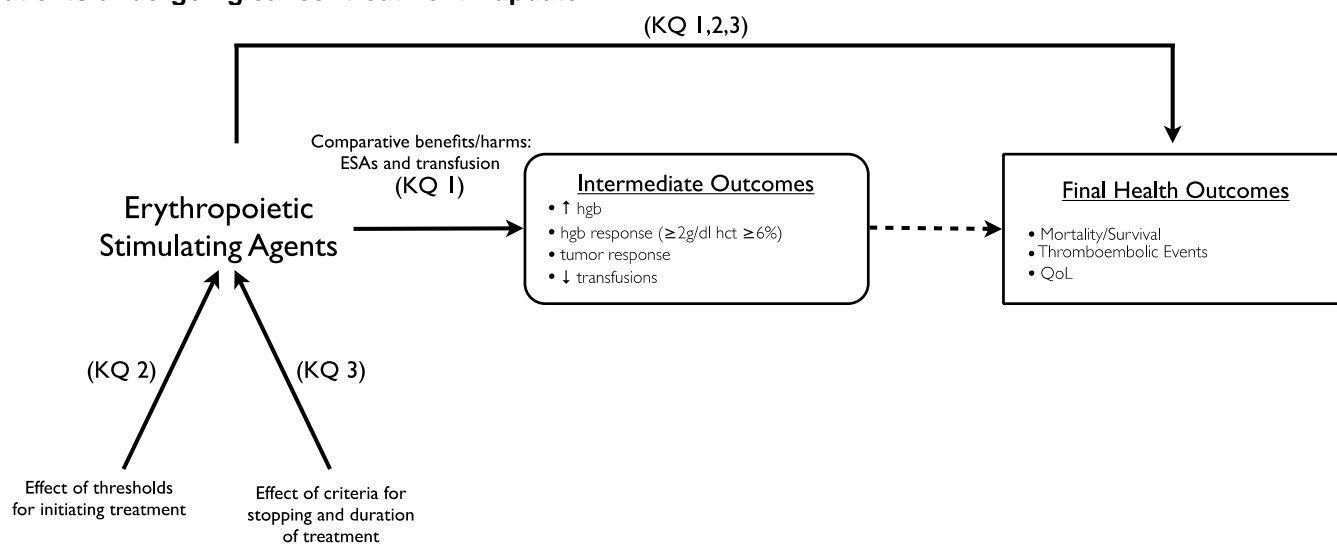 (KQ 1,2,3)
Comparative benefits/harms:
ESAs and transfusion
(KQ 1)
Erythropoietic
Stimulating Agents
Intermediate Outcomes
• ↑ hgb
• hgb response (≥2g/dl hct ≥6%)
• tumor response
• ↓ transfusions
Final Health Outcomes
• Mortality/Survival
• Thromboembolic Events
• QoL
(KQ 2)
(KQ 3)
Effect of thresholds
for initiating treatment
Effect of criteria for
stopping and duration
of treatment